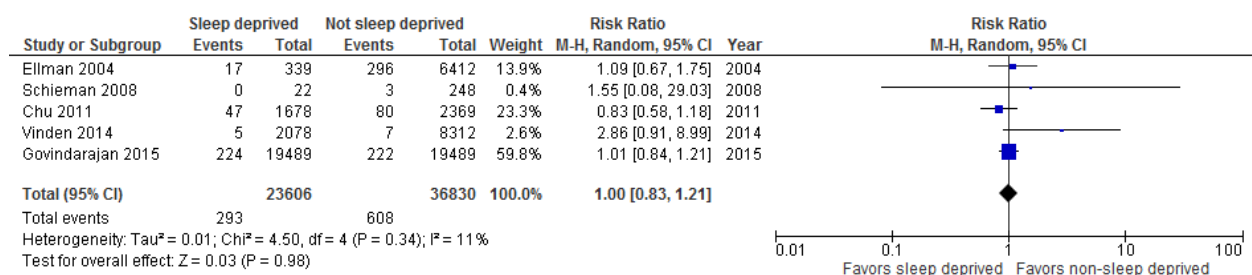 Sleep deprived Not sleep deprived Risk Ratio Risk Ratio
Study or Subgroup Events Total Events Total Weight M-H, Random, 95% CI Year M-H, Random, 95% CI
Ellman 2004 17 339 296 6412 13.9% 1.09 [0.67, 1.75] 2004
Schieman 2008 0 22 3 248 0.4% 1.55 [0.08, 29.03] 2008
Chu 2011 47 1678 80 2369 23.3% 0.83 [0.58, 1.18] 2011
Vinden 2014 5 2078 7 8312 2.6% 2.86 [0.91, 8.99] 2014
Govindarajan 2015 224 19489 222 19489 59.8% 1.01 [0.84, 1.21] 2015
Total (95% CI) 23606 36830 100.0% 1.00 [0.83, 1.21]
Total events 293 608
Heterogeneity: Tau² = 0.01; Chi² = 4.50, df = 4 (P = 0.34); I² = 11%
Test for overall effect: Z = 0.03 (P = 0.98)
0.01 0.1 1 10 100
Favors sleep deprived Favors non-sleep deprived